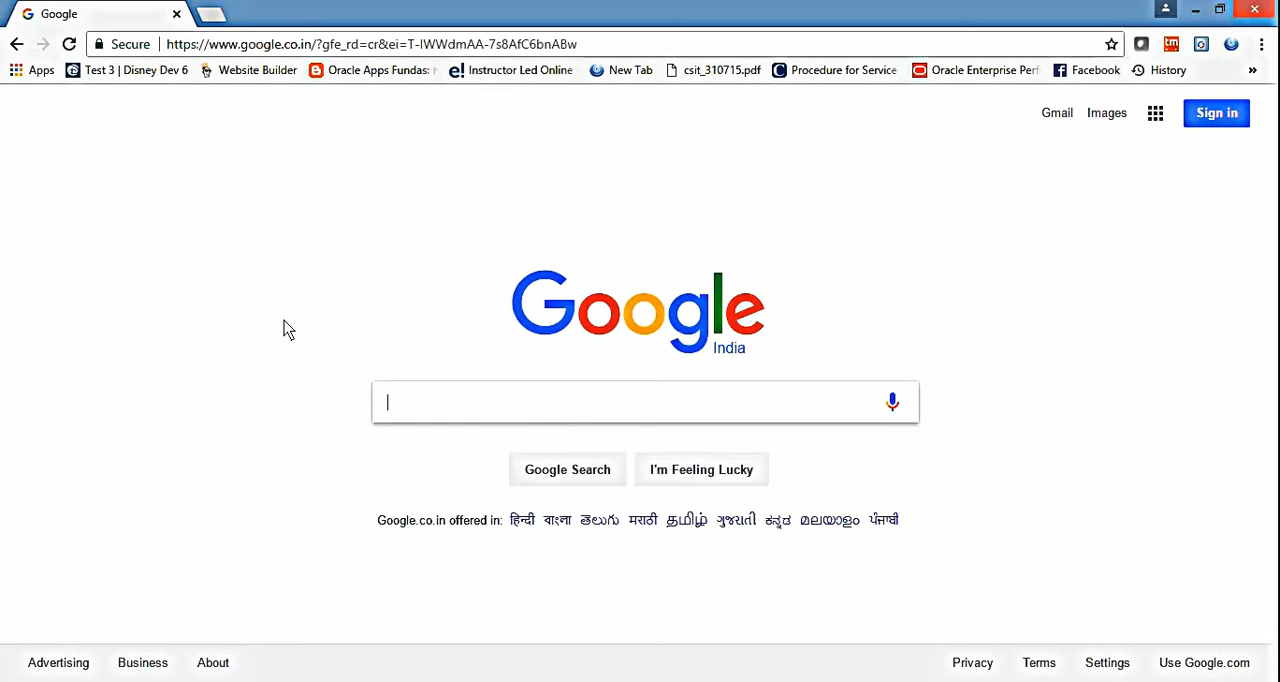 Google
Secure https://www.google.co.in/?gfe_rd=cr&ei=T-lWWdmAA-7s8AfC6bnABw
Apps Test 3 | Disney Dev 6 Website Builder Oracle Apps Fundas: Instructor Led Online New Tab csit_310715.pdf Procedure for Service Oracle Enterprise Perf Facebook History »
Gmail Images Sign in
Google
India
Google Search I'm Feeling Lucky
Google.co.in offered in: हिन्दी বাংলা తెలుగు मराठी தமிழ் ગુજરાતી ಕನ್ನಡ മലയാളം ਪੰਜਾਬੀ
Advertising Business About Privacy Terms Settings Use Google.com